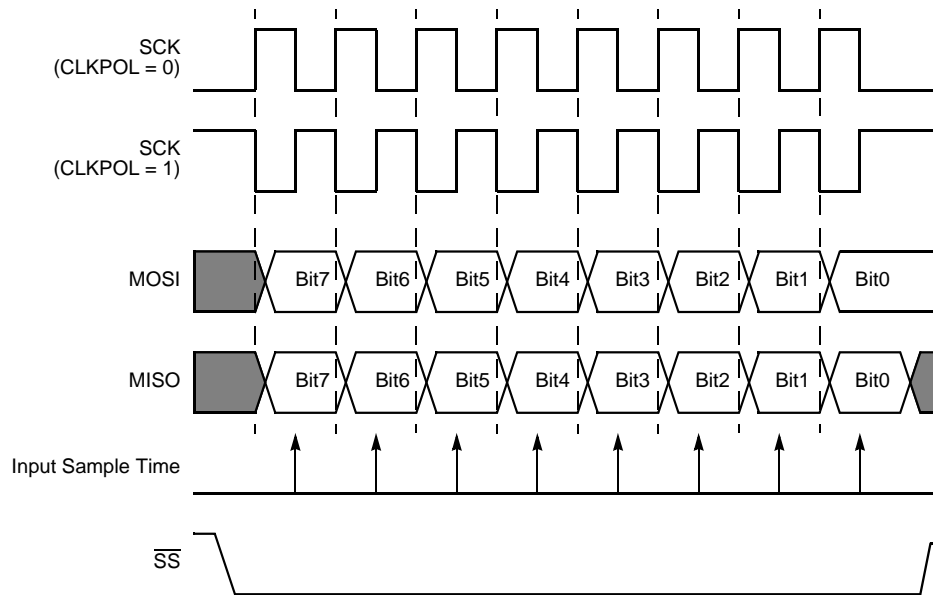 SCK
(CLKPOL = 0)
SCK
(CLKPOL = 1)
MOSI
Bit7 Bit6 Bit5 Bit4 Bit3 Bit2 Bit1 Bit0
MISO
Bit7 Bit6 Bit5 Bit4 Bit3 Bit2 Bit1 Bit0
Input Sample Time
SS